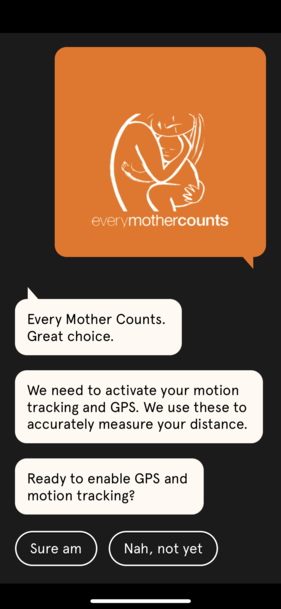 everymothercounts
Every Mother Counts.
Great choice.
We need to activate your motion
tracking and GPS. We use these to
accurately measure your distance.
Ready to enable GPS and
motion tracking?
Sure am
Nah, not yet